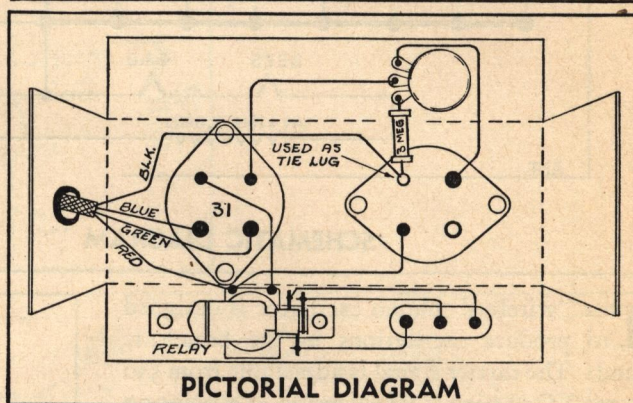 3 MEG
USED AS
TIE LUG
BLK.
BLUE
GREEN
RED
31
RELAY
PICTORIAL DIAGRAM